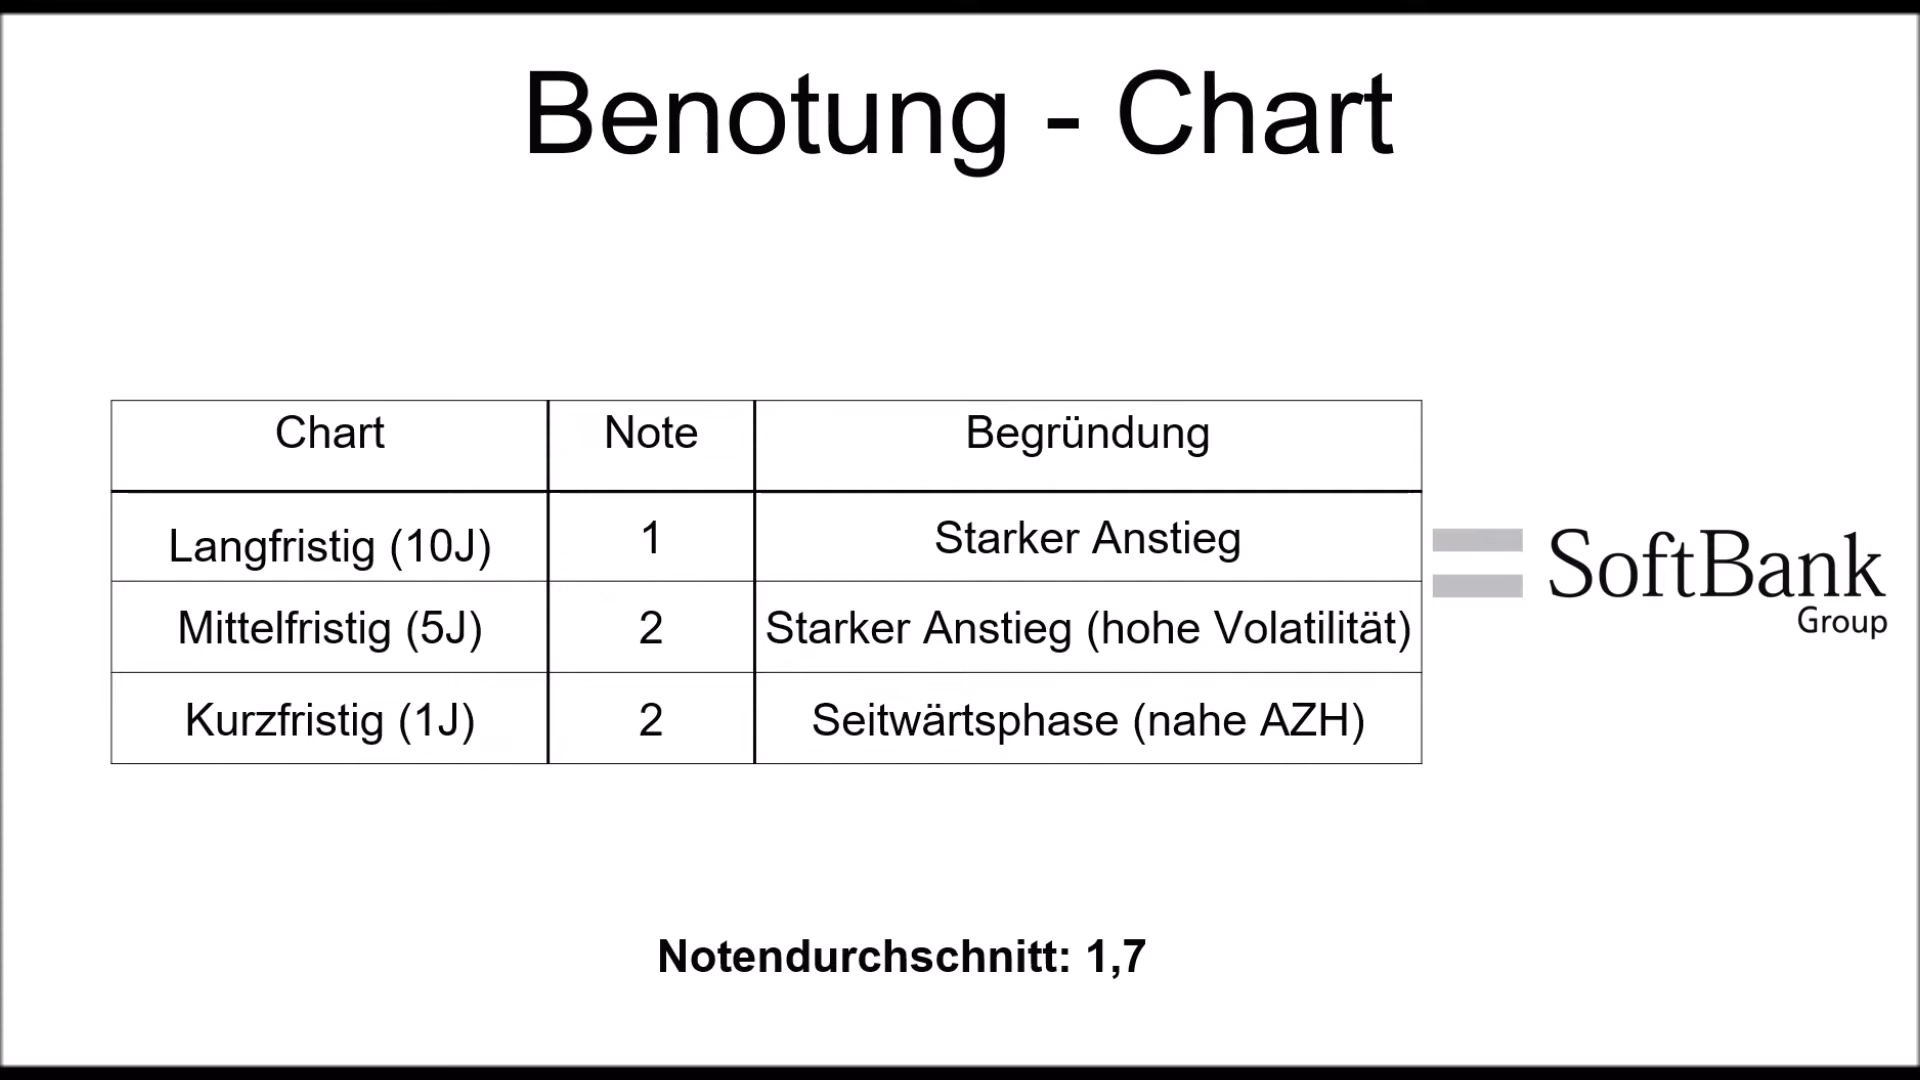 Benotung - Chart
Chart Note Begründung
Langfristig (10J) 1 Starker Anstieg
Mittelfristig (5J) 2 Starker Anstieg (hohe Volatilität)
Kurzfristig (1J) 2 Seitwärtsphase (nahe AZH)
SoftBank
Group
Notendurchschnitt: 1,7